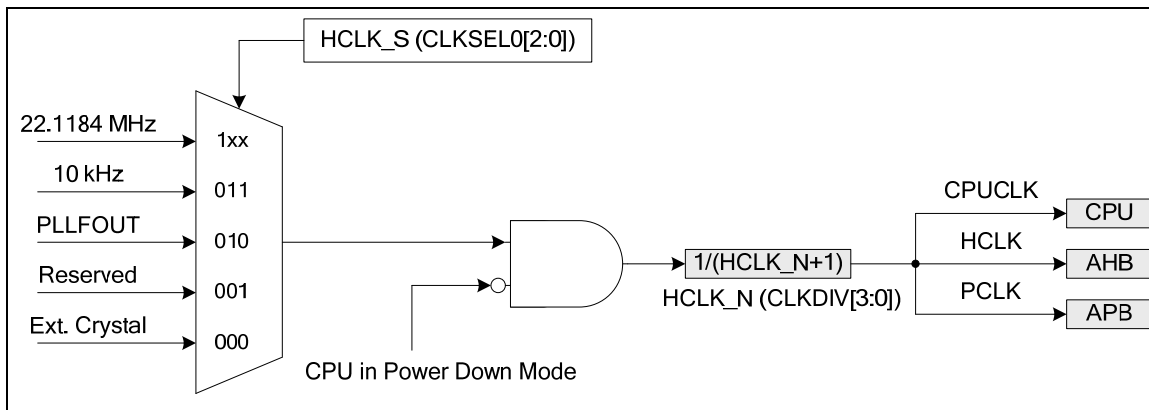 HCLK_S (CLKSEL0[2:0])
22.1184 MHz
1xx
10 kHz
011
PLLFOUT
010
Reserved
001
Ext. Crystal
000
CPU in Power Down Mode
1/(HCLK_N+1)
HCLK_N (CLKDIV[3:0])
CPUCLK
CPU
HCLK
AHB
PCLK
APB